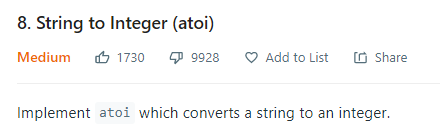 8. String to Integer (atoi)
Medium 1730 9928 Add to List Share
Implement atoi which converts a string to an integer.